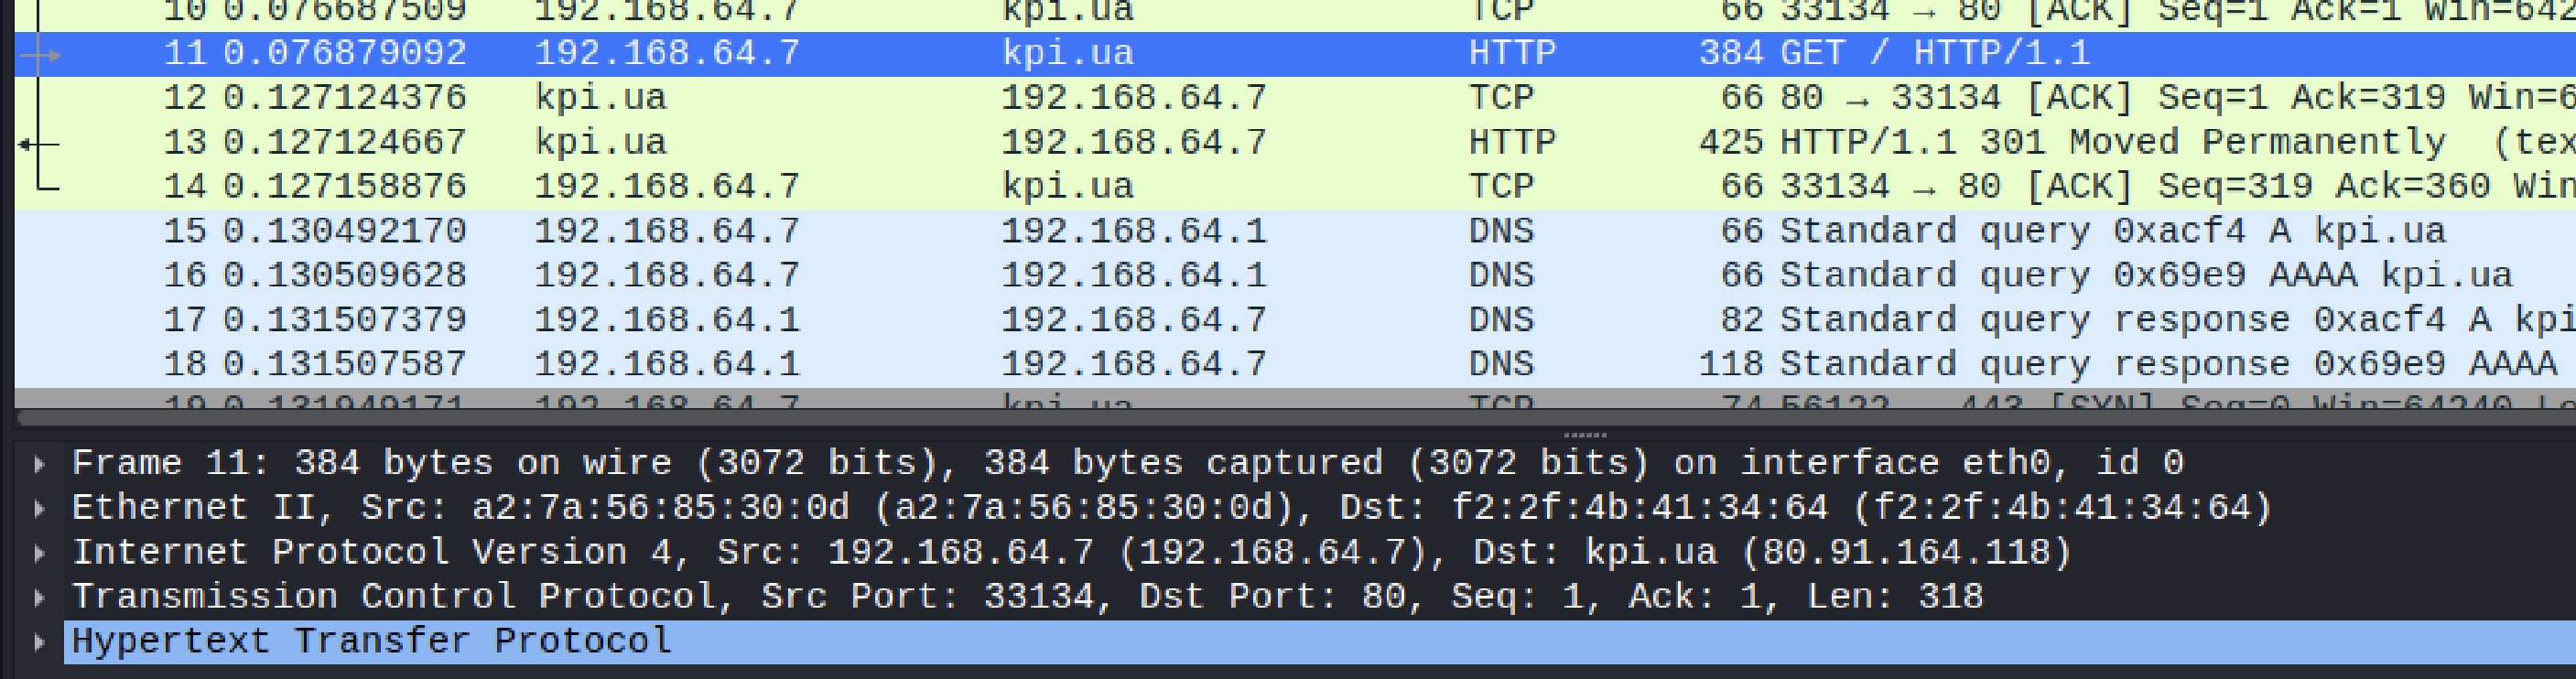 10 0.076687509 192.168.64.7 kpi.ua TCP 66 33134 → 80 [ACK] Seq=1 Ack=1 Win=642
11 0.076879092 192.168.64.7 kpi.ua HTTP 384 GET / HTTP/1.1
12 0.127124376 kpi.ua 192.168.64.7 TCP 66 80 → 33134 [ACK] Seq=1 Ack=319 Win=6
13 0.127124667 kpi.ua 192.168.64.7 HTTP 425 HTTP/1.1 301 Moved Permanently (tex
14 0.127158876 192.168.64.7 kpi.ua TCP 66 33134 → 80 [ACK] Seq=319 Ack=360 Win
15 0.130492170 192.168.64.7 192.168.64.1 DNS 66 Standard query 0xacf4 A kpi.ua
16 0.130509628 192.168.64.7 192.168.64.1 DNS 66 Standard query 0x69e9 AAAA kpi.ua
17 0.131507379 192.168.64.1 192.168.64.7 DNS 82 Standard query response 0xacf4 A kpi
18 0.131507587 192.168.64.1 192.168.64.7 DNS 118 Standard query response 0x69e9 AAAA
19 0.131949171 192.168.64.7 kpi.ua TCP 74 56122 → 443 [SYN] Seq=0 Win=64240 Le
Frame 11: 384 bytes on wire (3072 bits), 384 bytes captured (3072 bits) on interface eth0, id 0
Ethernet II, Src: a2:7a:56:85:30:0d (a2:7a:56:85:30:0d), Dst: f2:2f:4b:41:34:64 (f2:2f:4b:41:34:64)
Internet Protocol Version 4, Src: 192.168.64.7 (192.168.64.7), Dst: kpi.ua (80.91.164.118)
Transmission Control Protocol, Src Port: 33134, Dst Port: 80, Seq: 1, Ack: 1, Len: 318
Hypertext Transfer Protocol